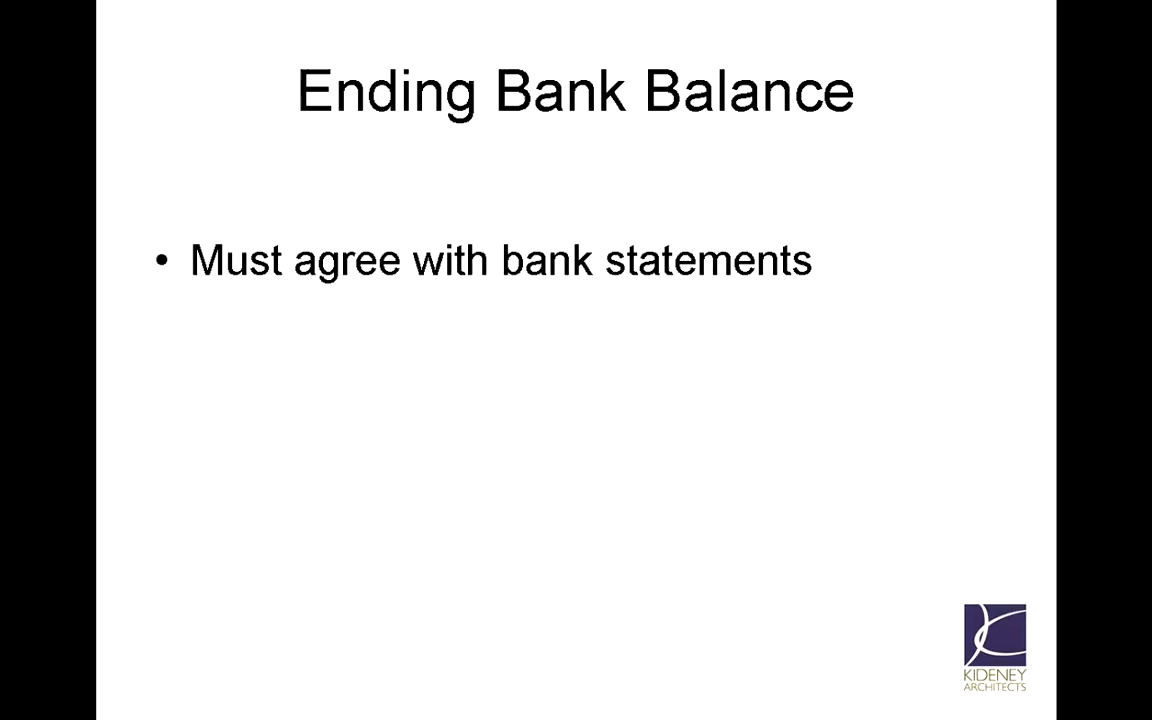 Ending Bank Balance
• Must agree with bank statements
KIDENEY
ARCHITECTS